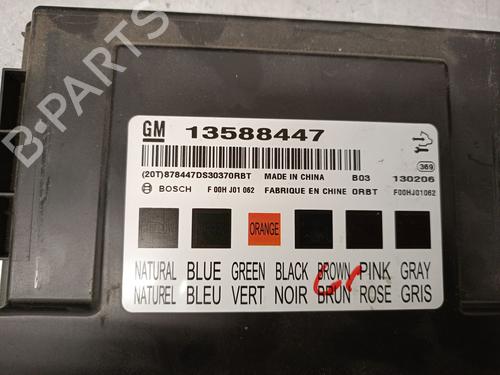 B-PARTS
GM 13588447
(20T)878447DS30370RBT MADE IN CHINA B03 130206 369
BOSCH F 00H J01 062 FABRIQUE EN CHINE 0RBT F00HJ01062
ORANGE
NATURAL BLUE GREEN BLACK BROWN PINK GRAY
NATUREL BLEU VERT NOIR BRUN ROSE GRIS